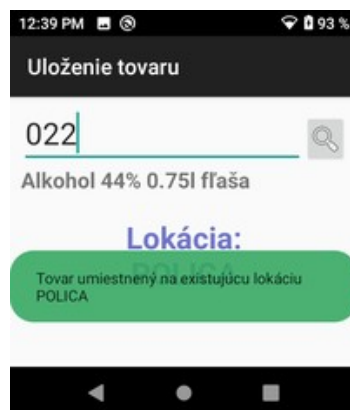 12:39 PM
93 %
Uloženie tovaru
022
Alkohol 44% 0.75l fľaša
Lokácia:
POLICA
Tovar umiestnený na existujúcu lokáciu
POLICA